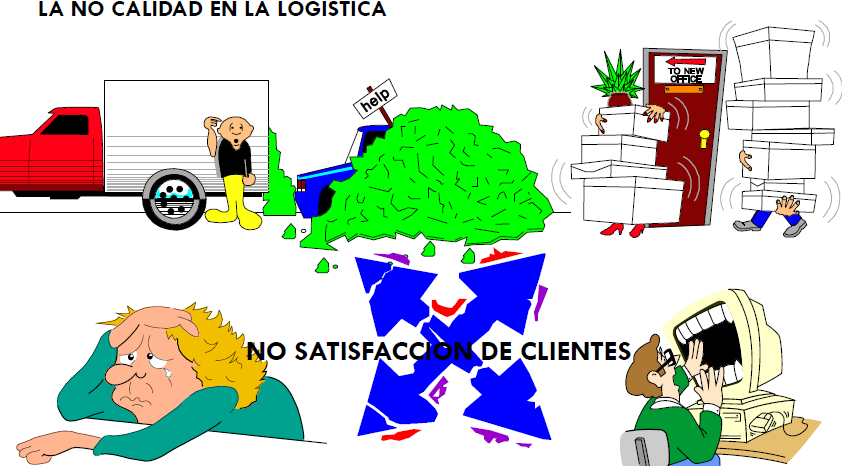 LA NO CALIDAD EN LA LOGISTICA
help
TO NEW
OFFICE
NO SATISFACCION DE CLIENTES